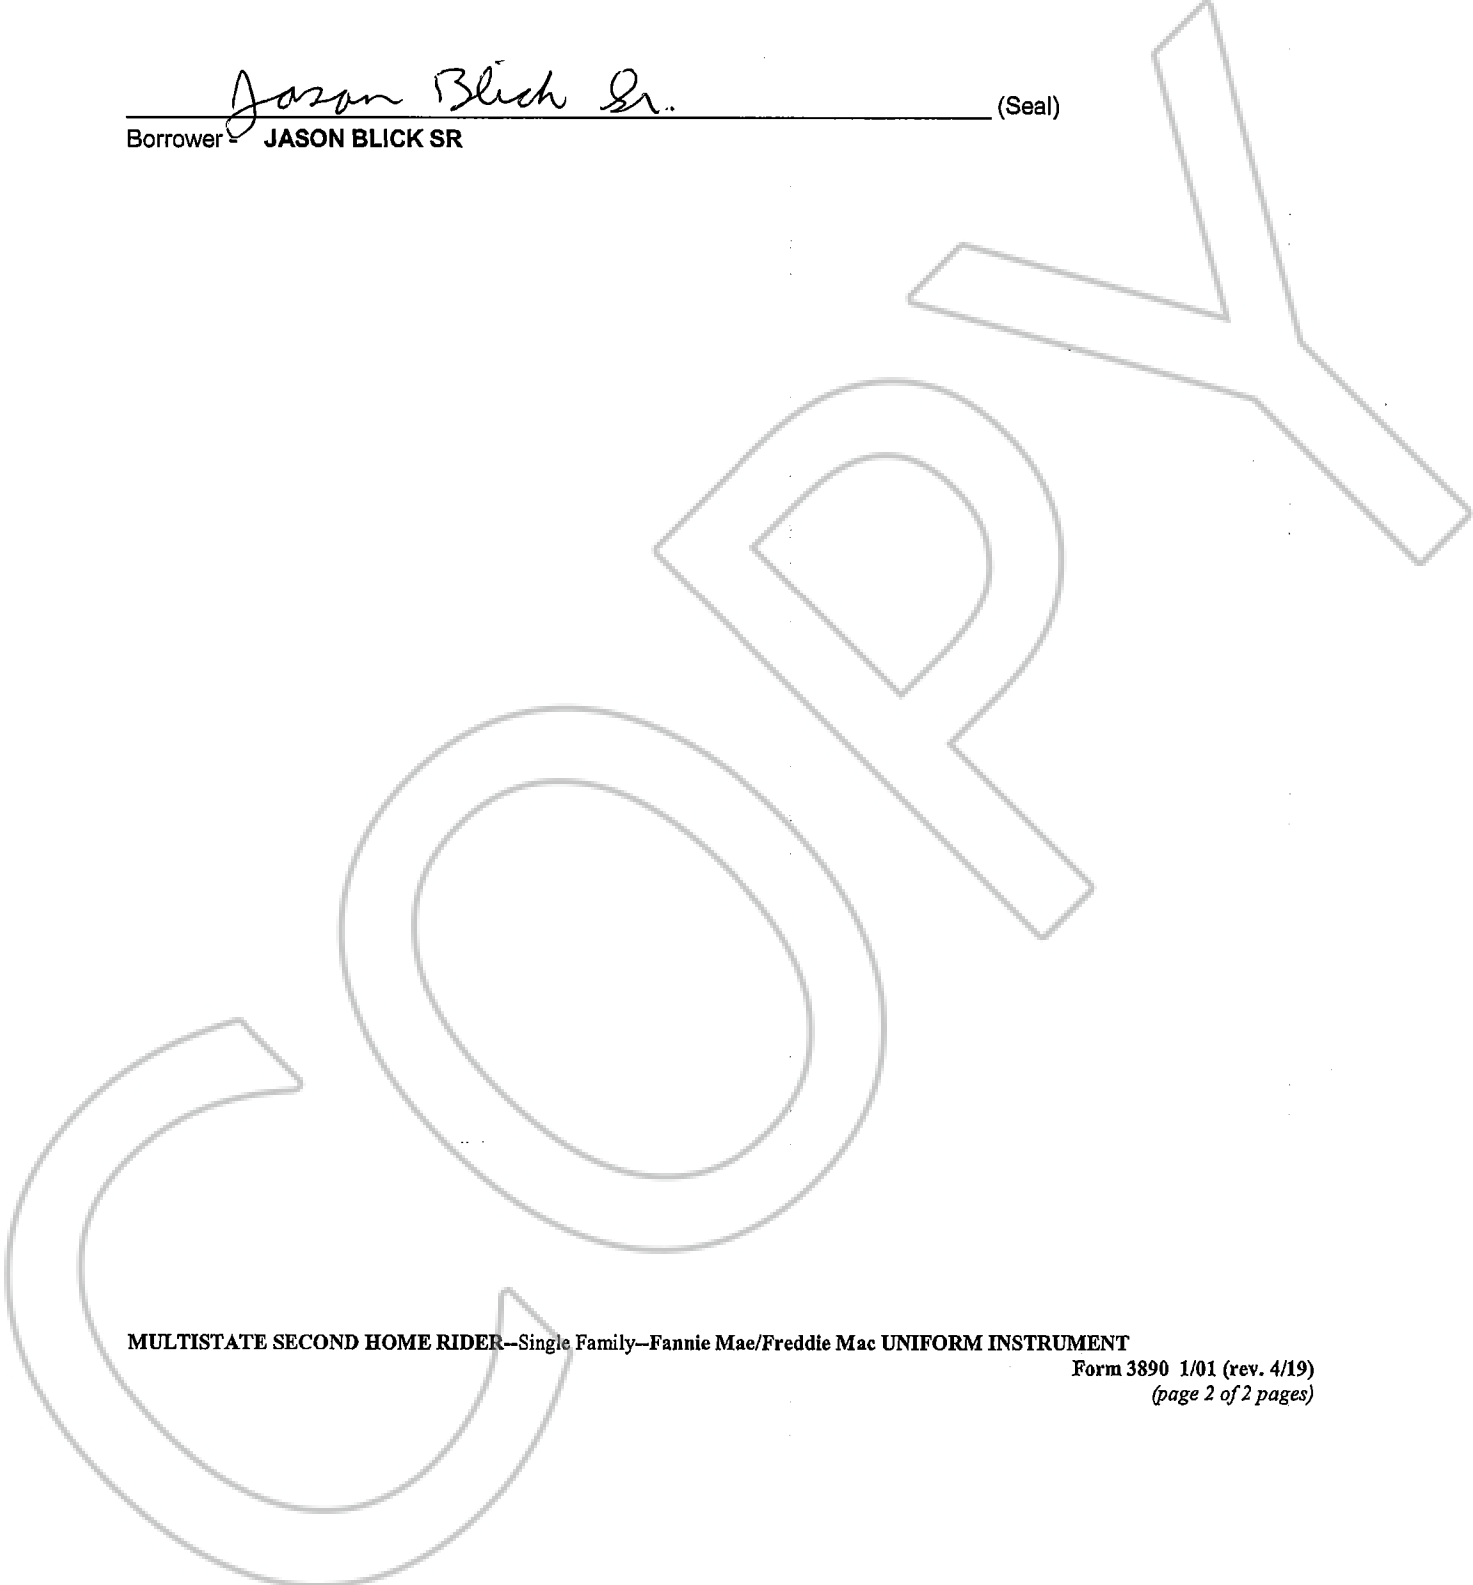 Jason Blick Sr.
(Seal)
Borrower - JASON BLICK SR
COPY
MULTISTATE SECOND HOME RIDER--Single Family--Fannie Mae/Freddie Mac UNIFORM INSTRUMENT
Form 3890 1/01 (rev. 4/19)
(page 2 of 2 pages)